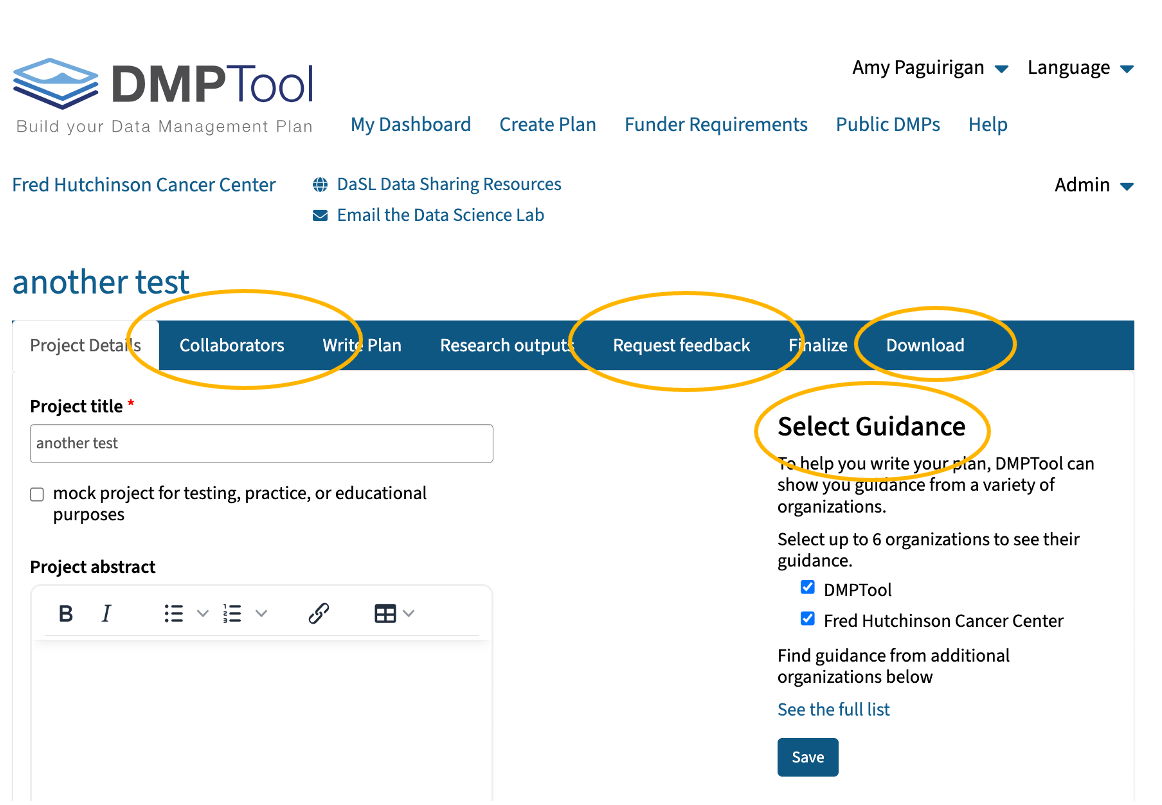 DMPTool
Build your Data Management Plan
Amy Paguirigan
Language
My Dashboard
Create Plan
Funder Requirements
Public DMPs
Help
Fred Hutchinson Cancer Center
DaSL Data Sharing Resources
Email the Data Science Lab
Admin
another test
Project Details
Collaborators
Write Plan
Research outputs
Request feedback
Finalize
Download
Project title *
another test
mock project for testing, practice, or educational
purposes
Project abstract
B
I
Select Guidance
To help you write your plan, DMPTool can
show you guidance from a variety of
organizations.
Select up to 6 organizations to see their
guidance.
DMPTool
Fred Hutchinson Cancer Center
Find guidance from additional
organizations below
See the full list
Save